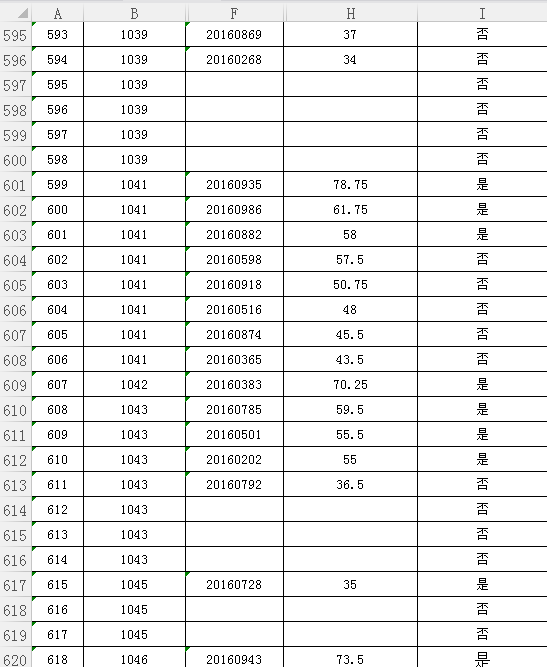 A B F H I
595 593 1039 20160869 37 否
596 594 1039 20160268 34 否
597 595 1039 否
598 596 1039 否
599 597 1039 否
600 598 1039 否
601 599 1041 20160935 78.75 是
602 600 1041 20160986 61.75 是
603 601 1041 20160882 58 是
604 602 1041 20160598 57.5 否
605 603 1041 20160918 50.75 否
606 604 1041 20160516 48 否
607 605 1041 20160874 45.5 否
608 606 1041 20160365 43.5 否
609 607 1042 20160383 70.25 是
610 608 1043 20160785 59.5 是
611 609 1043 20160501 55.5 是
612 610 1043 20160202 55 是
613 611 1043 20160792 36.5 否
614 612 1043 否
615 613 1043 否
616 614 1043 否
617 615 1045 20160728 35 是
618 616 1045 否
619 617 1045 否
620 618 1046 20160943 73.5 是